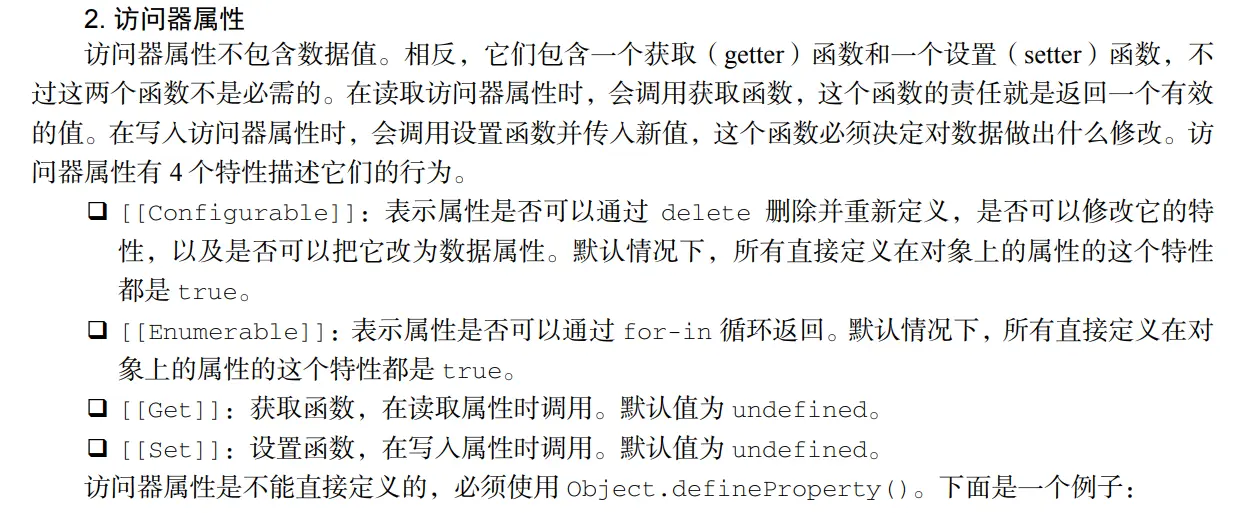 2. 访问器属性
访问器属性不包含数据值。相反，它们包含一个获取（getter）函数和一个设置（setter）函数，不
过这两个函数不是必需的。在读取访问器属性时，会调用获取函数，这个函数的责任就是返回一个有效
的值。在写入访问器属性时，会调用设置函数并传入新值，这个函数必须决定对数据做出什么修改。访
问器属性有 4 个特性描述它们的行为。
❑ [[Configurable]]：表示属性是否可以通过 delete 删除并重新定义，是否可以修改它的特
性，以及是否可以把它改为数据属性。默认情况下，所有直接定义在对象上的属性的这个特性
都是 true。
❑ [[Enumerable]]：表示属性是否可以通过 for-in 循环返回。默认情况下，所有直接定义在对
象上的属性的这个特性都是 true。
❑ [[Get]]：获取函数，在读取属性时调用。默认值为 undefined。
❑ [[Set]]：设置函数，在写入属性时调用。默认值为 undefined。
访问器属性是不能直接定义的，必须使用 Object.defineProperty()。下面是一个例子：